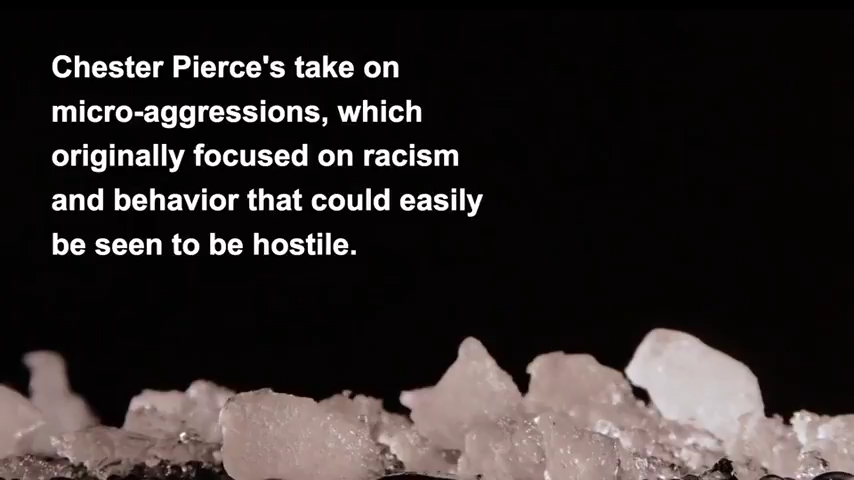 Chester Pierce's take on
micro-aggressions, which
originally focused on racism
and behavior that could easily
be seen to be hostile.